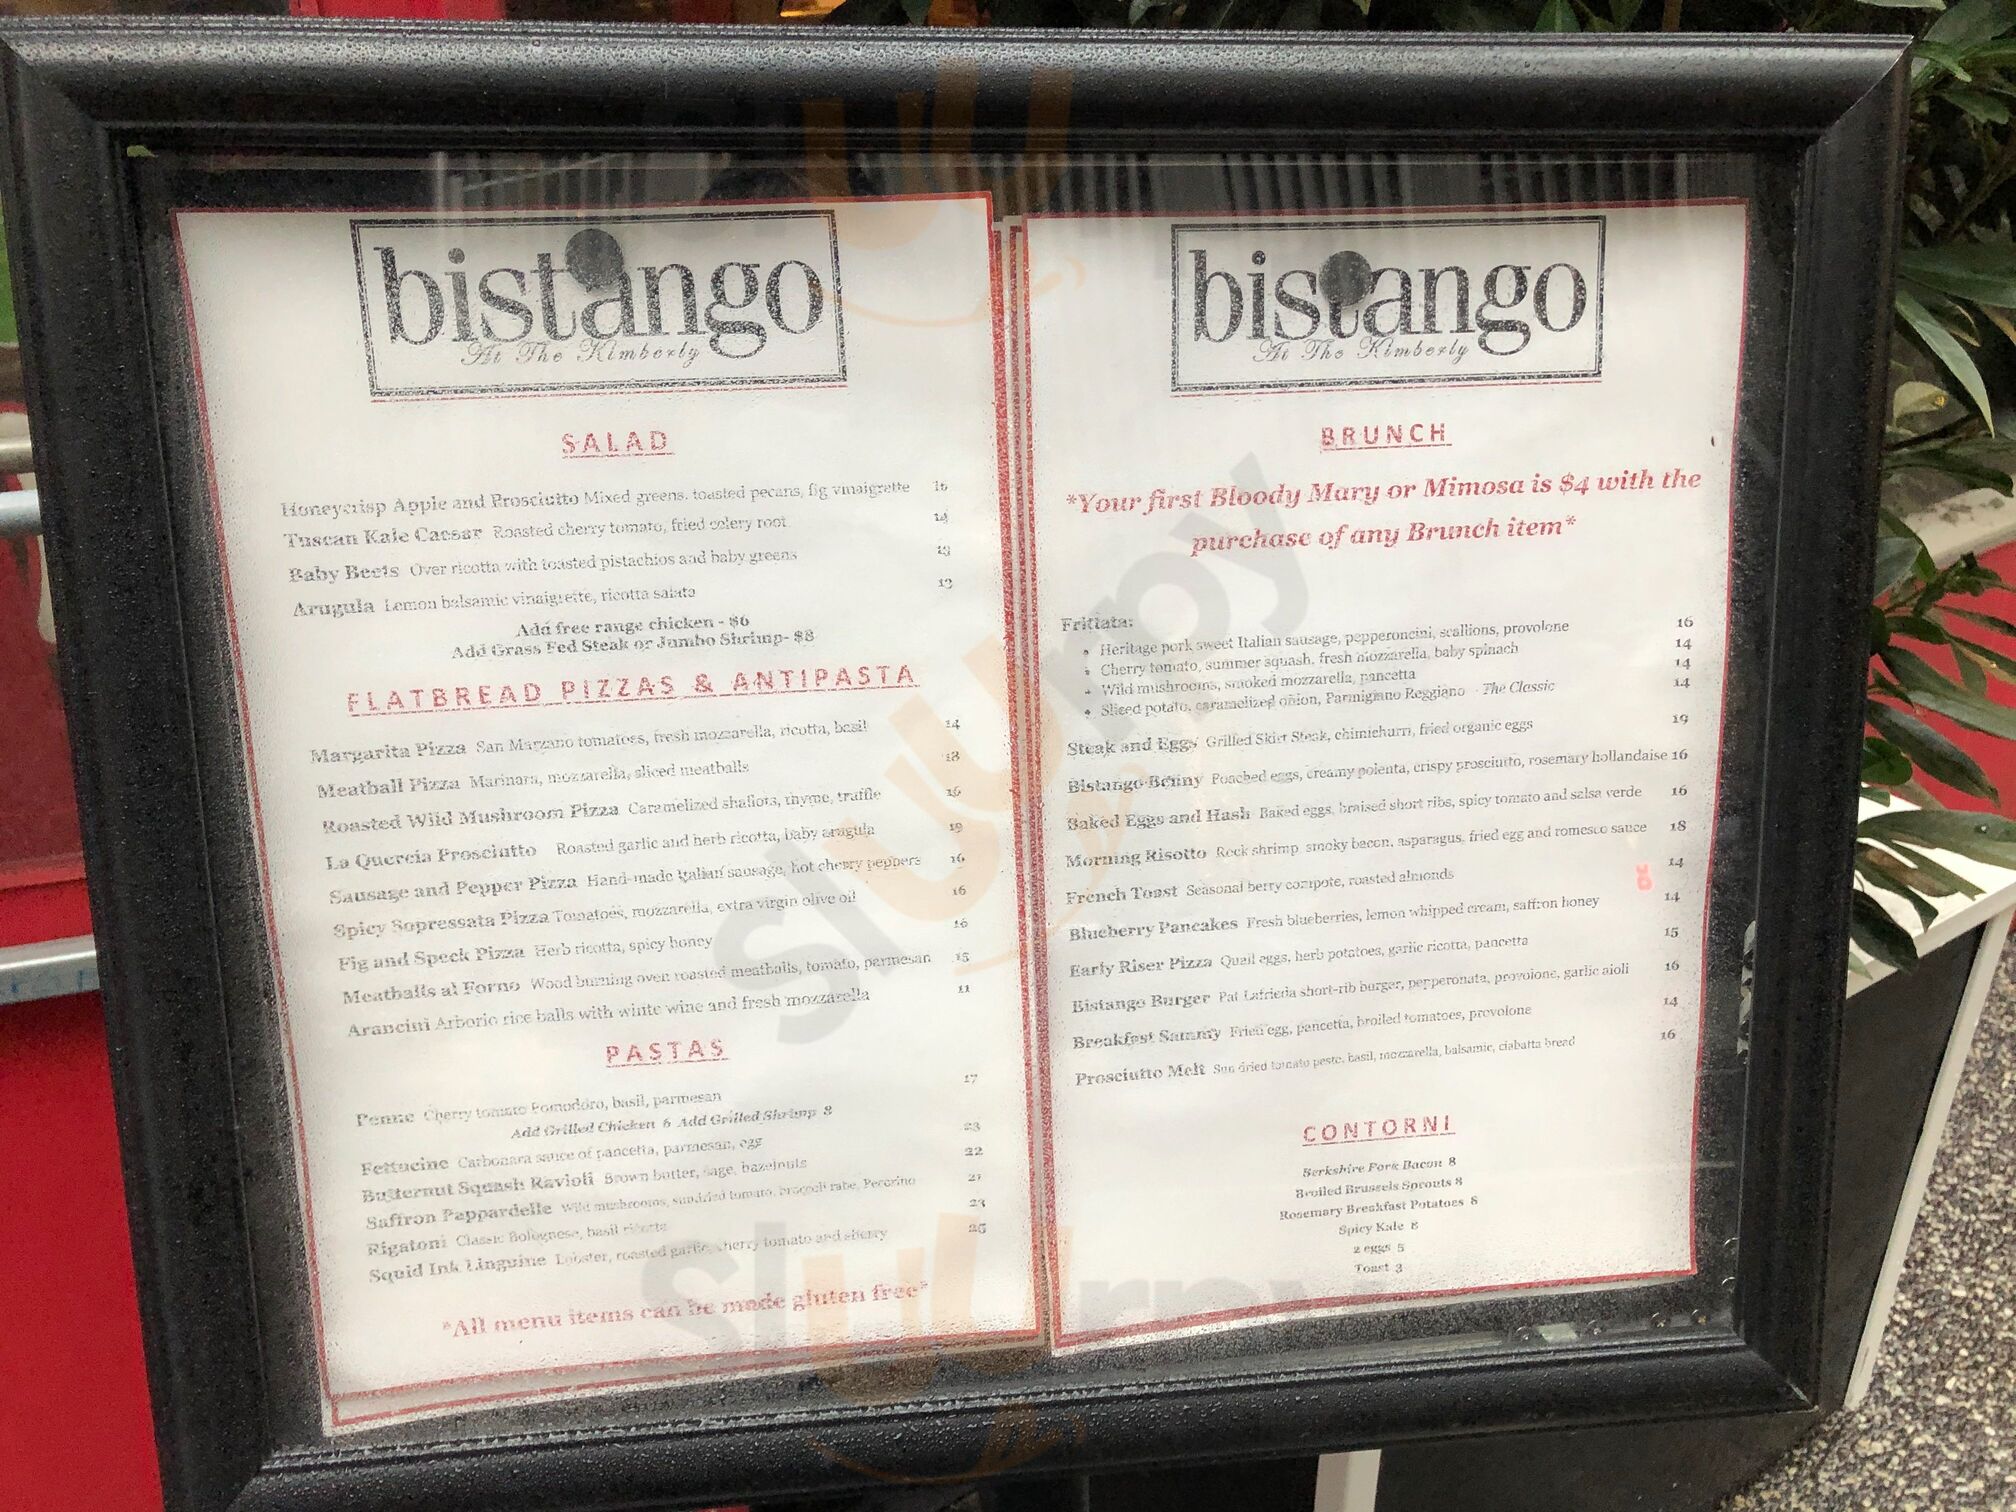 bistango
At The Kimberly
SALAD
Honeycrisp Apple and Prosciutto Mixed greens, toasted pecans, fig vinaigrette 16
Tuscan Kale Caesar Roasted cherry tomato, fried celery root 14
Baby Beets Over ricotta with toasted pistachios and baby greens 13
Arugula Lemon balsamic vinaigrette, ricotta salata 13
Add free range chicken - $6
Add Grass Fed Steak or Jumbo Shrimp- $8
FLATBREAD PIZZAS & ANTIPASTA
Margarita Pizza San Marzano tomatoes, fresh mozzarella, ricotta, basil 14
Meatball Pizza Marinara, mozzarella, sliced meatballs 18
Roasted Wild Mushroom Pizza Caramelized shallots, thyme, truffle 16
La Quercia Prosciutto Roasted garlic and herb ricotta, baby arugula 19
Sausage and Pepper Pizza Hand-made Italian sausage, hot cherry peppers 16
Spicy Sopressata Pizza Tomatoes, mozzarella, extra virgin olive oil 16
Fig and Speck Pizza Herb ricotta, spicy honey 16
Meatballs al Forno Wood burning oven roasted meatballs, tomato, parmesan 15
Arancini Arborio rice balls with white wine and fresh mozzarella 11
PASTAS
Penne Cherry tomato Pomodoro, basil, parmesan 17
Add Grilled Chicken 6 Add Grilled Shrimp 8
Fettucine Carbonara sauce of pancetta, parmesan, egg 23
Butternut Squash Ravioli Brown butter, sage, hazelnuts 22
Saffron Pappardelle Wild mushrooms, sundried tomato, broccoli rabe, Pecorino
Rigatoni Classic Bolognese, basil ricotta 23
Squid Ink Linguine Lobster, roasted garlic, cherry tomato and sherry 25
*All menu items can be made gluten free*
bistango
At The Kimberly
BRUNCH
*Your first Bloody Mary or Mimosa is $4 with the
purchase of any Brunch item*
Frittata:
• Heritage pork sweet Italian sausage, pepperoncini, scallions, provolone 16
• Cherry tomato, summer squash, fresh mozzarella, baby spinach 14
• Wild mushrooms, smoked mozzarella, pancetta 14
• Sliced potato, caramelized onion, Parmigiano Reggiano - The Classic 14
Steak and Eggs Grilled Skirt Steak, chimichurri, fried organic eggs 19
Bistango Benny Poached eggs, creamy polenta, crispy prosciutto, rosemary hollandaise 16
Baked Eggs and Hash Baked eggs, braised short ribs, spicy tomato and salsa verde 16
Morning Risotto Rock shrimp, smoky bacon, asparagus, fried egg and romesco sauce 18
French Toast Seasonal berry compote, roasted almonds 14
Blueberry Pancakes Fresh blueberries, lemon whipped cream, saffron honey 14
Early Riser Pizza Quail eggs, herb potatoes, garlic ricotta, pancetta 15
Bistango Burger Pat Lafrieda short-rib burger, pepperonata, provolone, garlic aioli 16
Breakfast Sammy Fried egg, pancetta, broiled tomatoes, provolone 14
Prosciutto Melt Sun dried tomato pesto, basil, mozzarella, balsamic, ciabatta bread 16
CONTORNI
Berkshire Pork Bacon 8
Broiled Brussels Sprouts 8
Rosemary Breakfast Potatoes 8
Spicy Kale 8
2 eggs 5
Toast 3
slurrpy